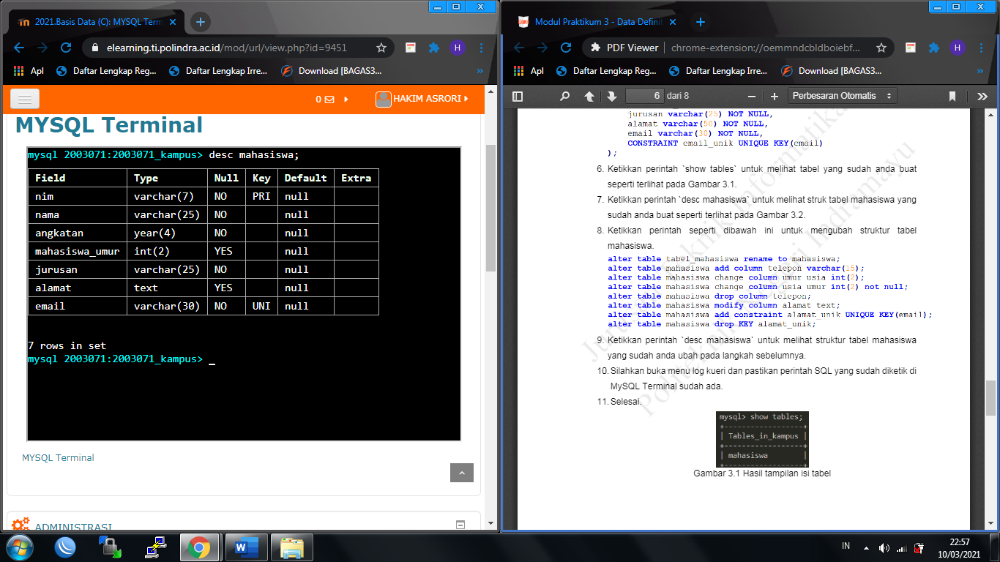 2021.Basis Data (C): MYSQL Term
elearning.ti.polindra.ac.id/mod/url/view.php?id=9451
H
Apl
Daftar Lengkap Reg...
Daftar Lengkap Irre...
Download [BAGAS3...
»
0
HAKIM ASRORI
MYSQL Terminal
mysql 2003071:2003071_kampus> desc mahasiswa;
Field Type Null Key Default Extra
nim varchar(7) NO PRI null
nama varchar(25) NO null
angkatan year(4) NO null
mahasiswa_umur int(2) YES null
jurusan varchar(25) NO null
alamat text YES null
email varchar(30) NO UNI null
7 rows in set
mysql 2003071:2003071_kampus> _
MYSQL Terminal
ADMINISTRASI
Modul Praktikum 3 - Data Definit
PDF Viewer | chrome-extension://oemmndcbldboiebf...
H
Apl
Daftar Lengkap Reg...
Daftar Lengkap Irre...
Download [BAGAS3...
»
6 dari 8
Perbesaran Otomatis
jurusan varchar(25) NOT NULL,
alamat varchar(50) NOT NULL,
email varchar(30) NOT NULL,
CONSTRAINT email_unik UNIQUE KEY(email)
);
6. Ketikkan perintah `show tables` untuk melihat tabel yang sudah anda buat
seperti terlihat pada Gambar 3.1.
7. Ketikkan perintah `desc mahasiswa` untuk melihat struk tabel mahasiswa yang
sudah anda buat seperti terlihat pada Gambar 3.2.
8. Ketikkan perintah seperti dibawah ini untuk mengubah struktur tabel
mahasiswa.
alter table tabel_mahasiswa rename to mahasiswa;
alter table mahasiswa add column telepon varchar(15);
alter table mahasiswa change column umur usia int(2);
alter table mahasiswa change column usia umur int(2) not null;
alter table mahasiswa drop column telepon;
alter table mahasiswa modify column alamat text;
alter table mahasiswa add constraint alamat_unik UNIQUE KEY(email);
alter table mahasiswa drop KEY alamat_unik;
9. Ketikkan perintah `desc mahasiswa` untuk melihat struktur tabel mahasiswa
yang sudah anda ubah pada langkah sebelumnya.
10. Silahkan buka menu log kueri dan pastikan perintah SQL yang sudah diketik di
MySQL Terminal sudah ada.
11. Selesai.
mysql> show tables;
+------------------+
| Tables_in_kampus |
+------------------+
| mahasiswa |
+------------------+
Gambar 3.1 Hasil tampilan isi tabel
IN
22:57
10/03/2021